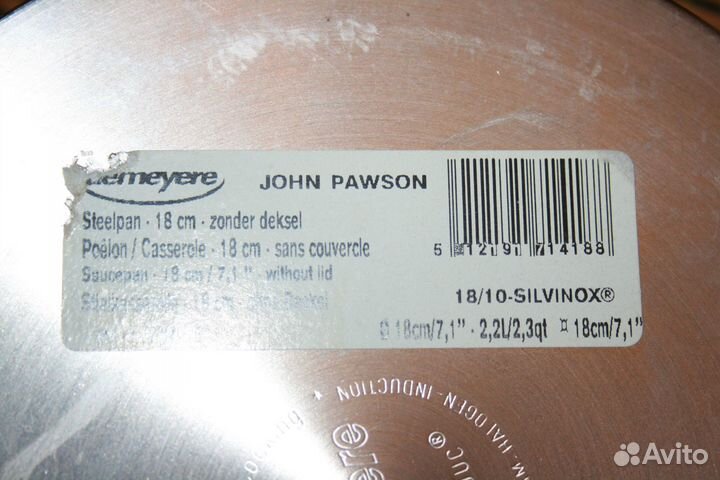 demeyere JOHN PAWSON
Steelpan · 18 cm · zonder deksel
Poêlon / Casserole · 18 cm · sans couvercle
Saucepan · 18 cm / 7,1" · without lid
18 cm
714188
18/10-SILVINOX®
18cm/7,1" · 2,2L/2,3qt ¤ 18cm/7,1"
HALOGEN-INDUCTION
Avito